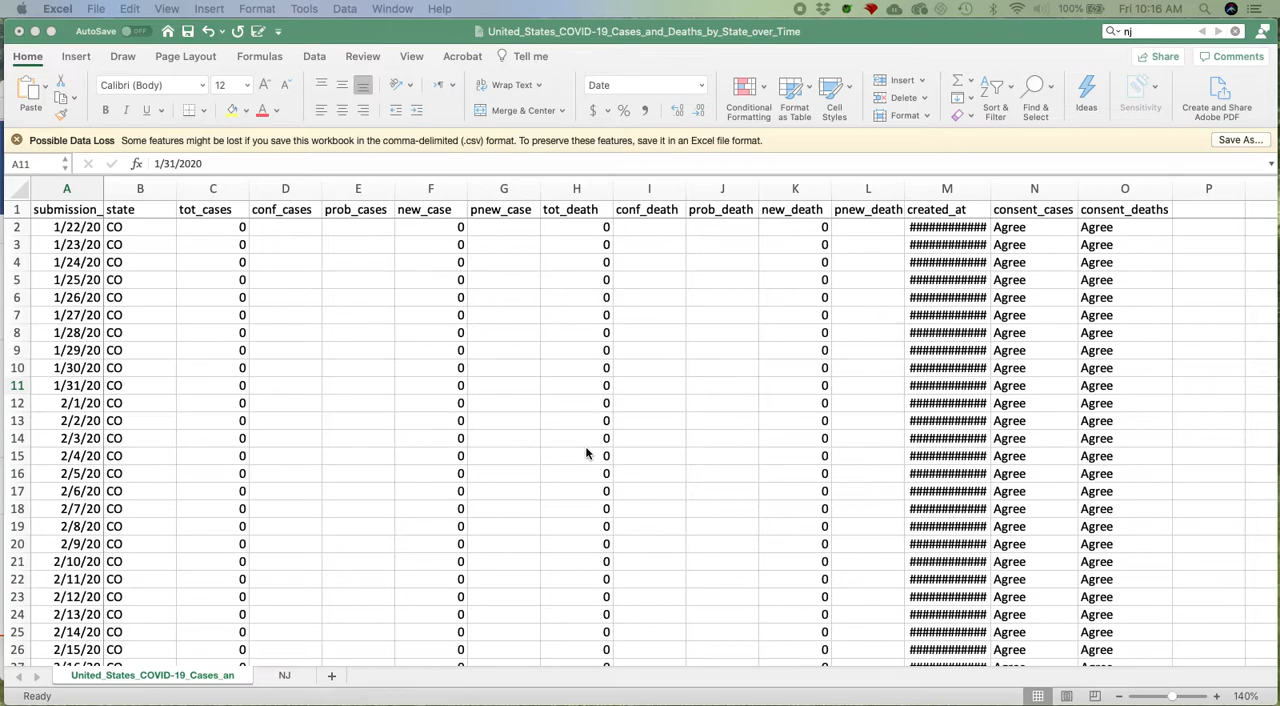 Excel File Edit View Insert Format Tools Data Window Help 100% Fri 10:16 AM
AutoSave OFF United_States_COVID-19_Cases_and_Deaths_by_State_over_Time nj
Home Insert Draw Page Layout Formulas Data Review View Acrobat Tell me Share Comments
Paste Calibri (Body) 12 Wrap Text Date Insert
B I U Merge & Center $ % Conditional Formatting Format as Table Cell Styles Delete Format Sort & Filter Find & Select Ideas Sensitivity Create and Share Adobe PDF
Possible Data Loss Some features might be lost if you save this workbook in the comma-delimited (.csv) format. To preserve these features, save it in an Excel file format. Save As...
A11 fx 1/31/2020
A B C D E F G H I J K L M N O P
1 submission_ state tot_cases conf_cases prob_cases new_case pnew_case tot_death conf_death prob_death new_death pnew_death created_at consent_cases consent_deaths
2 1/22/20 CO 0 0 0 0 ############ Agree Agree
3 1/23/20 CO 0 0 0 0 ############ Agree Agree
4 1/24/20 CO 0 0 0 0 ############ Agree Agree
5 1/25/20 CO 0 0 0 0 ############ Agree Agree
6 1/26/20 CO 0 0 0 0 ############ Agree Agree
7 1/27/20 CO 0 0 0 0 ############ Agree Agree
8 1/28/20 CO 0 0 0 0 ############ Agree Agree
9 1/29/20 CO 0 0 0 0 ############ Agree Agree
10 1/30/20 CO 0 0 0 0 ############ Agree Agree
11 1/31/20 CO 0 0 0 0 ############ Agree Agree
12 2/1/20 CO 0 0 0 0 ############ Agree Agree
13 2/2/20 CO 0 0 0 0 ############ Agree Agree
14 2/3/20 CO 0 0 0 0 ############ Agree Agree
15 2/4/20 CO 0 0 0 0 ############ Agree Agree
16 2/5/20 CO 0 0 0 0 ############ Agree Agree
17 2/6/20 CO 0 0 0 0 ############ Agree Agree
18 2/7/20 CO 0 0 0 0 ############ Agree Agree
19 2/8/20 CO 0 0 0 0 ############ Agree Agree
20 2/9/20 CO 0 0 0 0 ############ Agree Agree
21 2/10/20 CO 0 0 0 0 ############ Agree Agree
22 2/11/20 CO 0 0 0 0 ############ Agree Agree
23 2/12/20 CO 0 0 0 0 ############ Agree Agree
24 2/13/20 CO 0 0 0 0 ############ Agree Agree
25 2/14/20 CO 0 0 0 0 ############ Agree Agree
26 2/15/20 CO 0 0 0 0 ############ Agree Agree
United_States_COVID-19_Cases_an NJ
Ready 140%